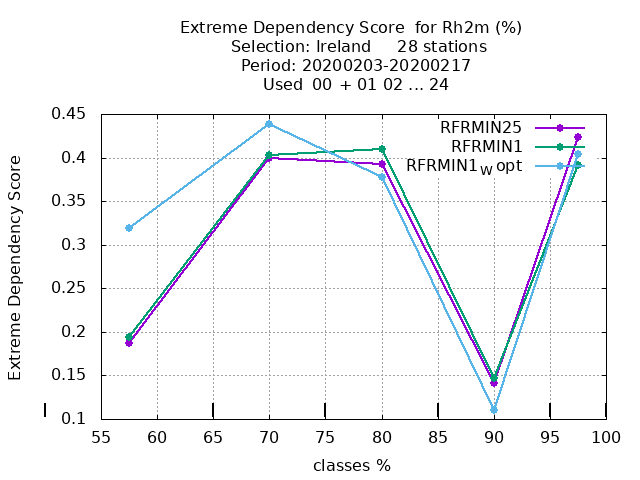 Extreme Dependency Score  for Rh2m (%)
Selection: Ireland     28 stations
Period: 20200203-20200217
Used  00  + 01 02 ... 24
RFRMIN25
RFRMIN1
RFRMIN1W opt
Extreme Dependency Score
0.45
0.4
0.35
0.3
0.25
0.2
0.15
0.1
55 60 65 70 75 80 85 90 95 100
classes %